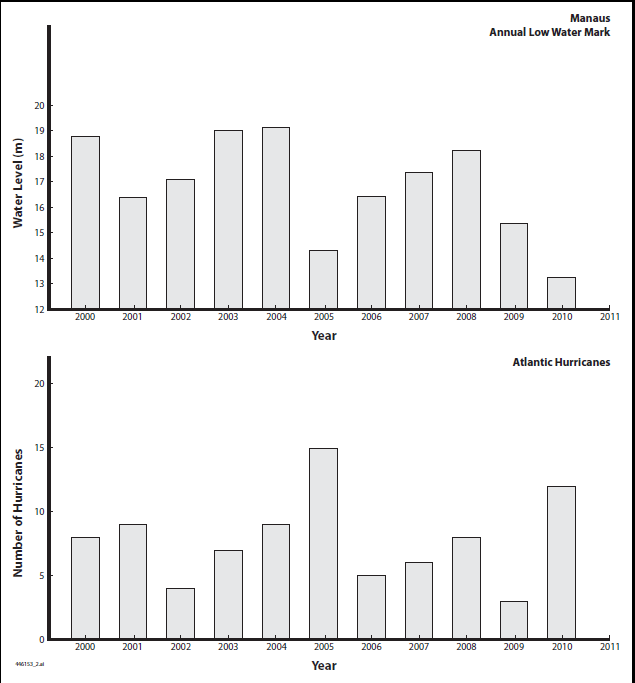 Manaus
Annual Low Water Mark
Water Level (m)
20
19
18
17
16
15
14
13
12
2000 2001 2002 2003 2004 2005 2006 2007 2008 2009 2010 2011
Year
Atlantic Hurricanes
Number of Hurricanes
20
15
10
5
0
2000 2001 2002 2003 2004 2005 2006 2007 2008 2009 2010 2011
446153_2.ai
Year